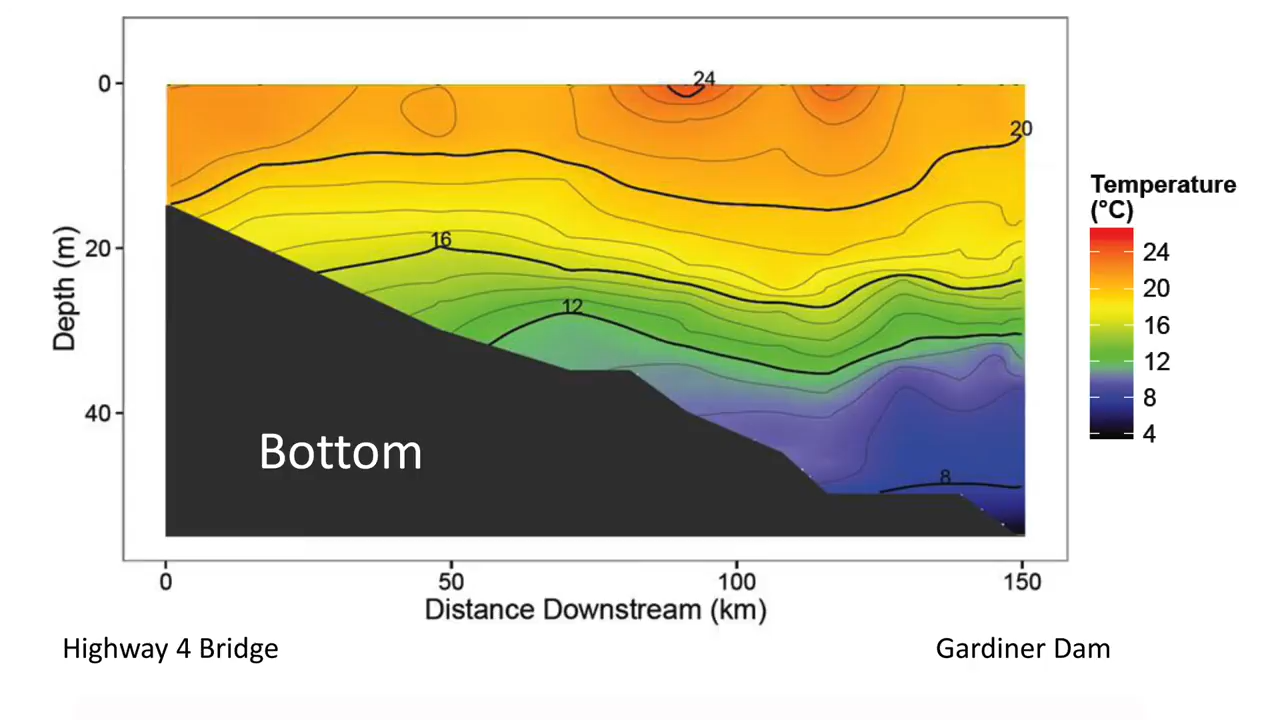 24
20
16
12
8
Bottom
0
20
40
Depth (m)
0
50
100
150
Distance Downstream (km)
Highway 4 Bridge
Gardiner Dam
Temperature
(°C)
24
20
16
12
8
4